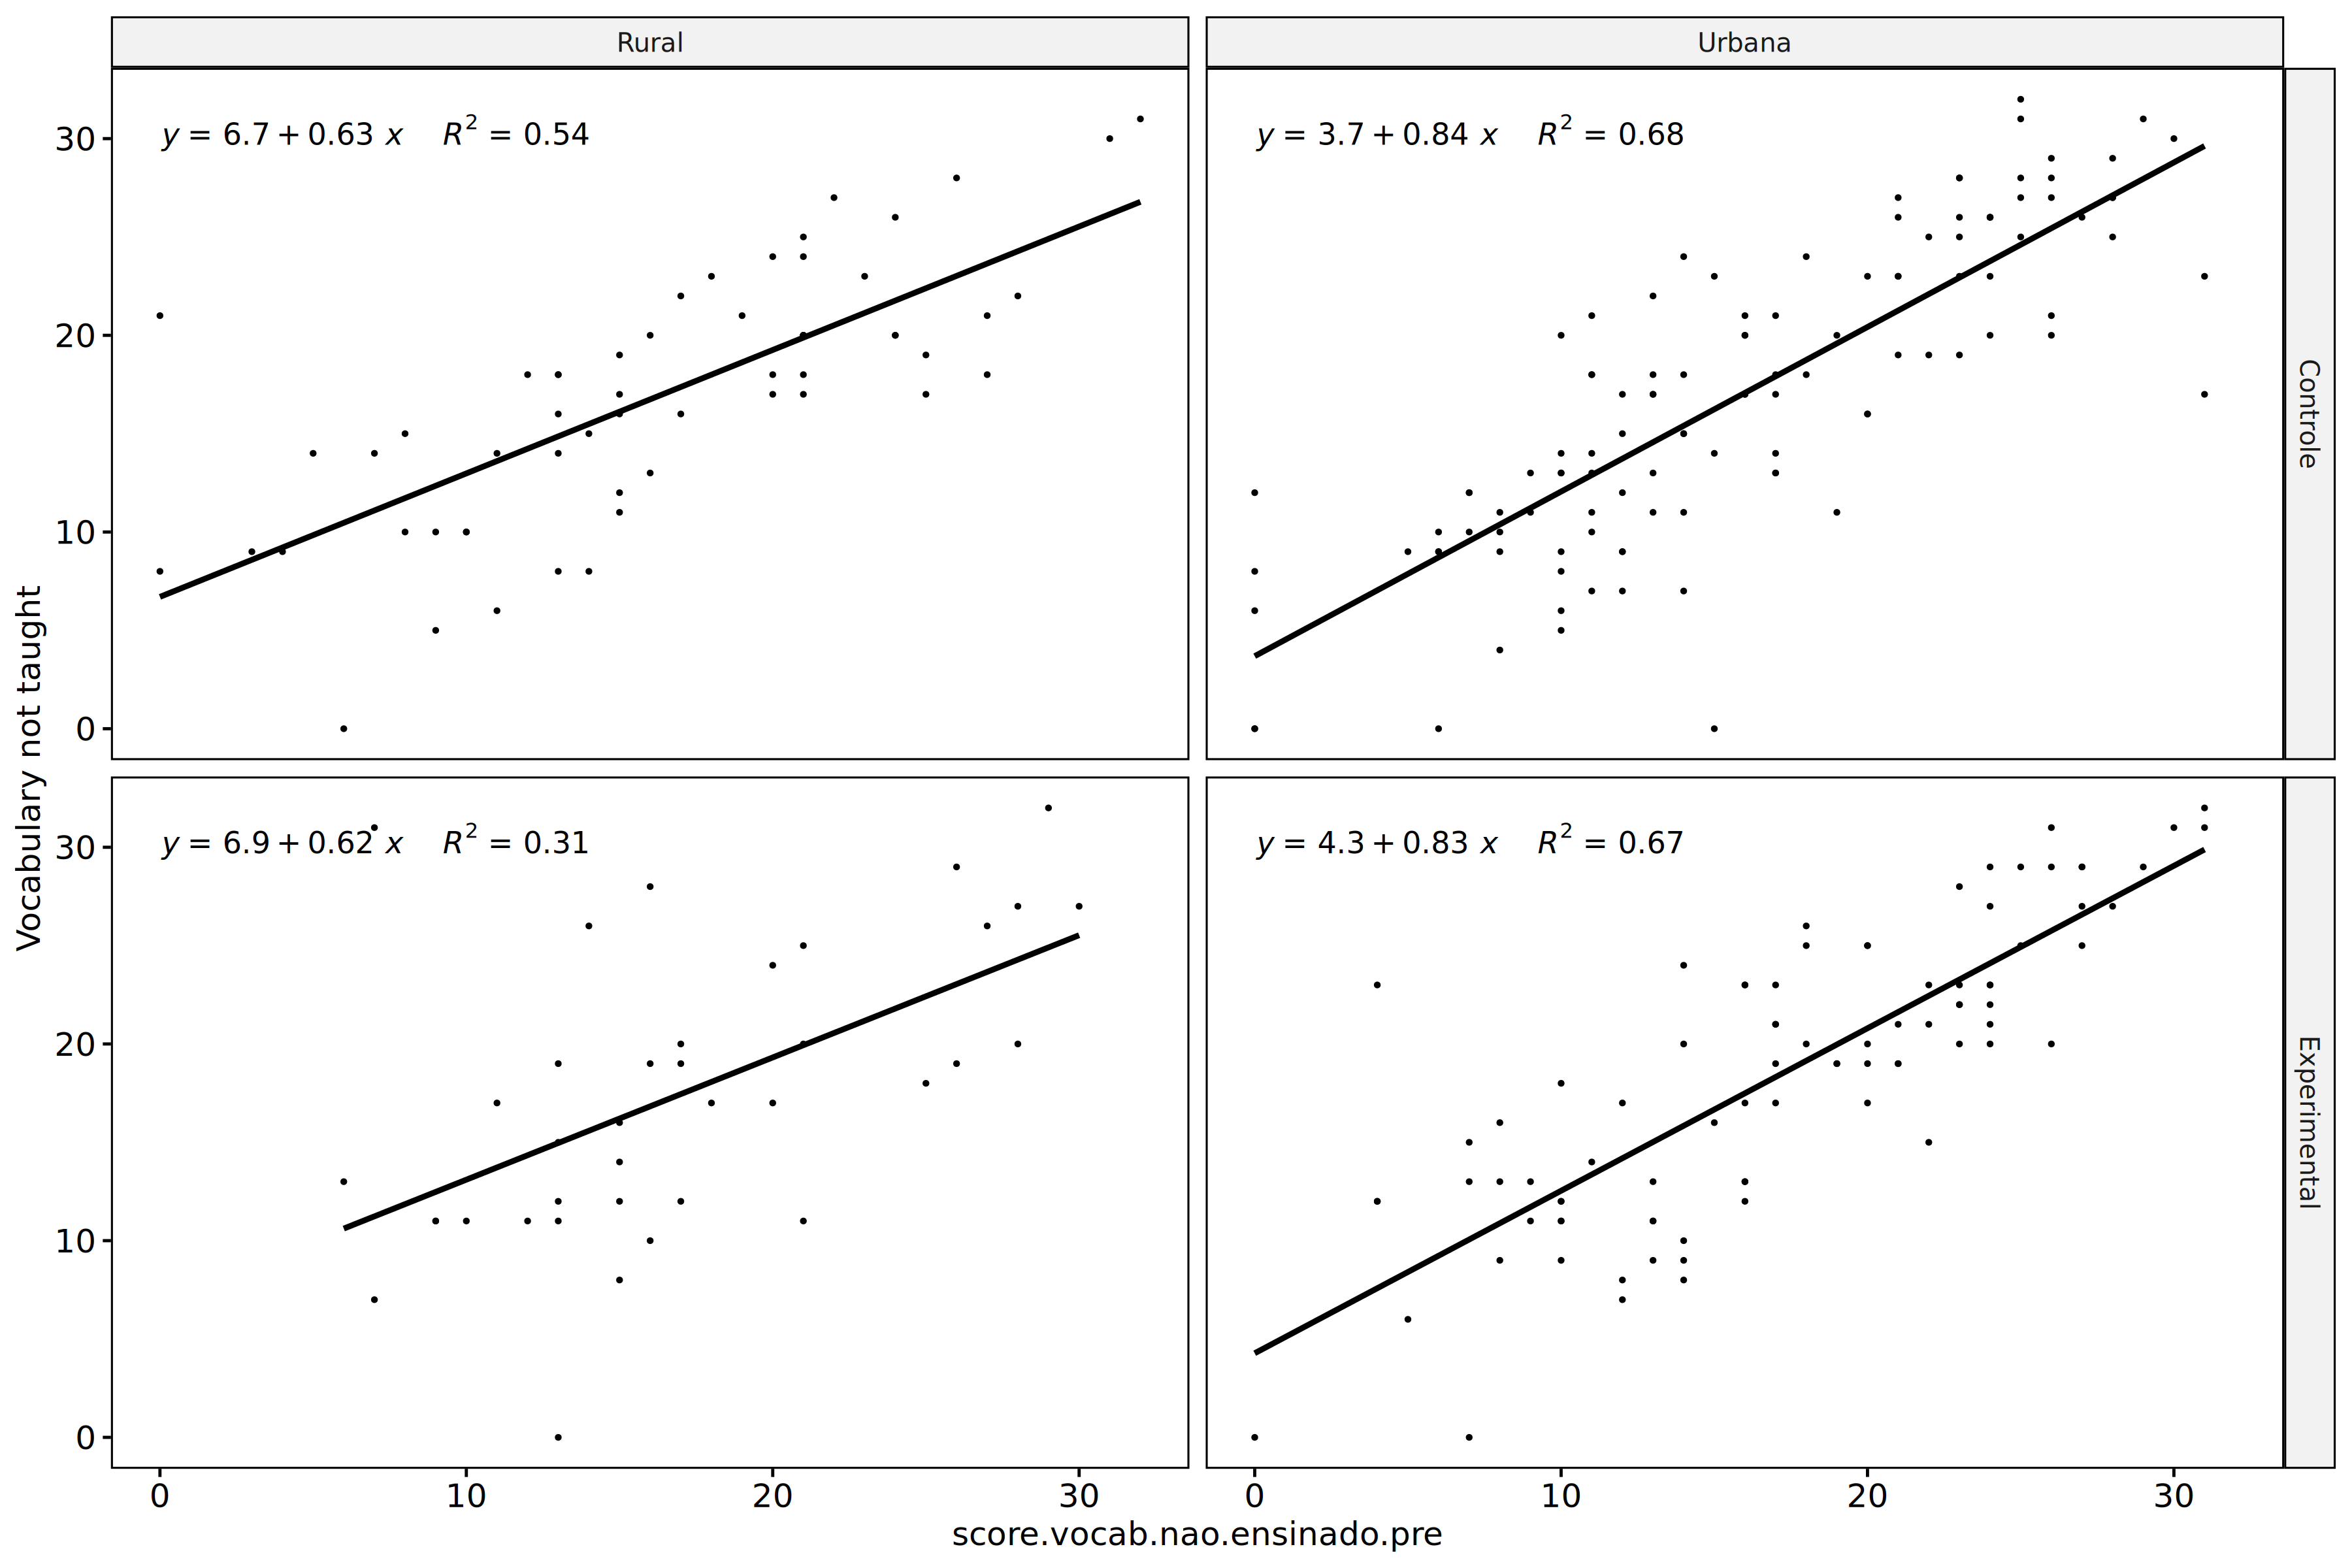 Rural
Urbana
y = 6.7 + 0.63 x R² = 0.54
y = 3.7 + 0.84 x R² = 0.68
30
20
10
0
Controle
y = 6.9 + 0.62 x R² = 0.31
y = 4.3 + 0.83 x R² = 0.67
30
20
10
0
Experimental
Vocabulary not taught
0 10 20 30
0 10 20 30
score.vocab.nao.ensinado.pre